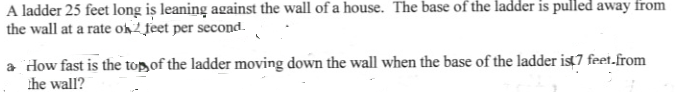 A ladder 25 feet long is leaning against the wall of a house. The base of the ladder is pulled away from
the wall at a rate of 2 feet per second.
a How fast is the top of the ladder moving down the wall when the base of the ladder is 7 feet from
the wall?